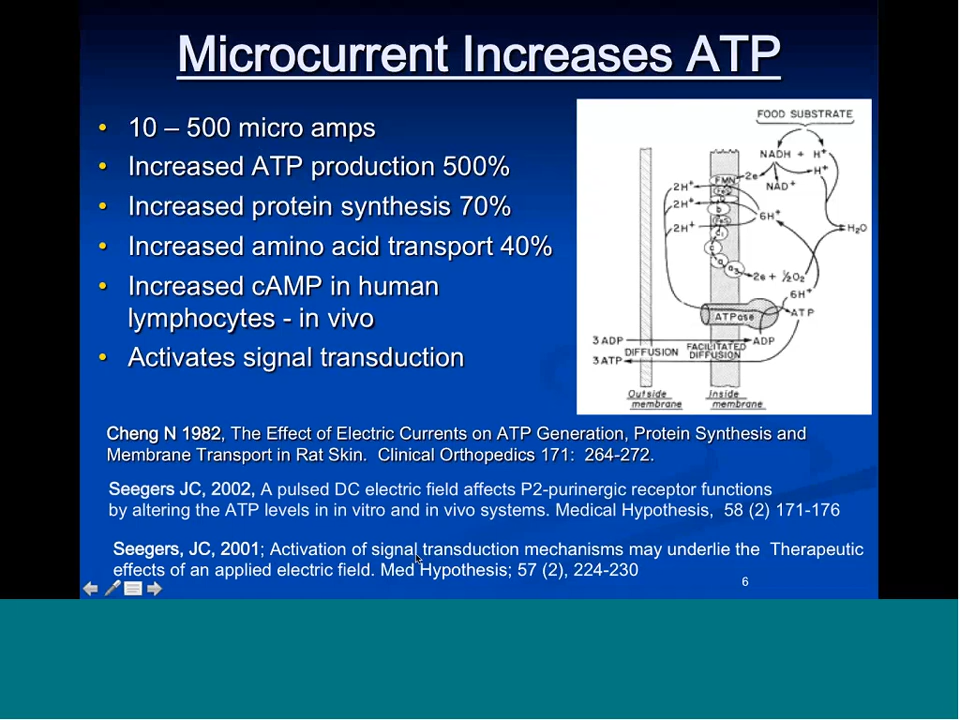 Microcurrent Increases ATP
• 10 – 500 micro amps
• Increased ATP production 500%
• Increased protein synthesis 70%
• Increased amino acid transport 40%
• Increased cAMP in human
lymphocytes - in vivo
• Activates signal transduction
FOOD SUBSTRATE
NADH + H⁺
H⁺
NAD⁺
2e
FMN
2H⁺
FeS
2H⁺
b
6H⁺
2H⁺
FeS
H₂O
c₁
c
a
a₃
2e + ½O₂
6H⁺
ATPase
ATP
3 ADP
ADP
DIFFUSION
FACILITATED
DIFFUSION
3 ATP
Outside
membrane
Inside
membrane
Cheng N 1982, The Effect of Electric Currents on ATP Generation, Protein Synthesis and
Membrane Transport in Rat Skin. Clinical Orthopedics 171: 264-272.
Seegers JC, 2002, A pulsed DC electric field affects P2-purinergic receptor functions
by altering the ATP levels in in vitro and in vivo systems. Medical Hypothesis, 58 (2) 171-176
Seegers, JC, 2001; Activation of signal transduction mechanisms may underlie the Therapeutic
effects of an applied electric field. Med Hypothesis; 57 (2), 224-230
6